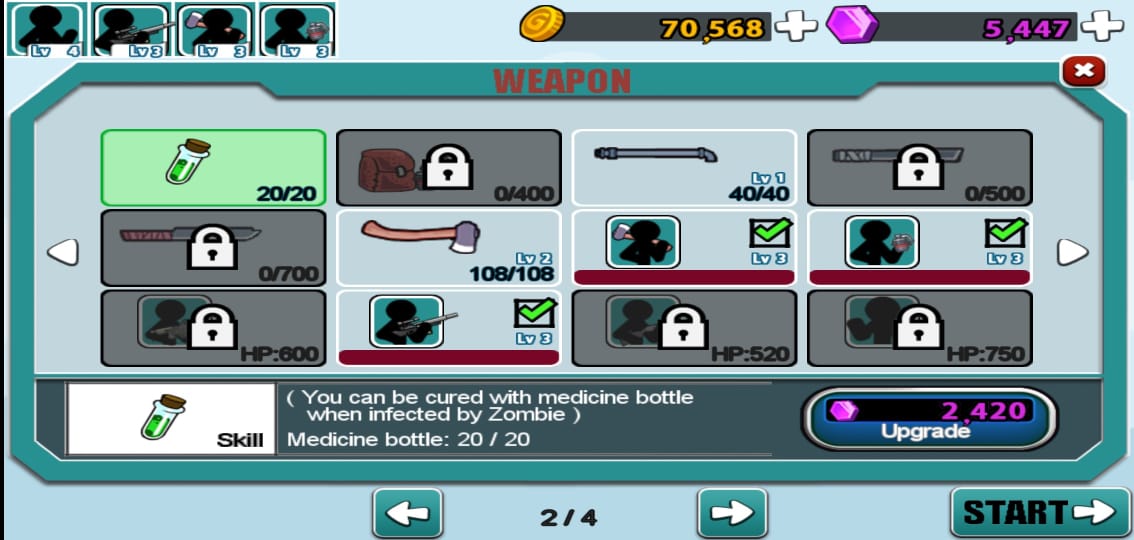 Lv 4
Lv 3
Lv 3
Lv 3
70,568
5,447
WEAPON
20/20
0/400
Lv 1
40/40
0/500
0/700
Lv 2
108/108
Lv 3
Lv 3
HP:600
Lv 3
HP:520
HP:750
Skill
( You can be cured with medicine bottle
when infected by Zombie )
Medicine bottle: 20 / 20
2,420
Upgrade
2/4
START